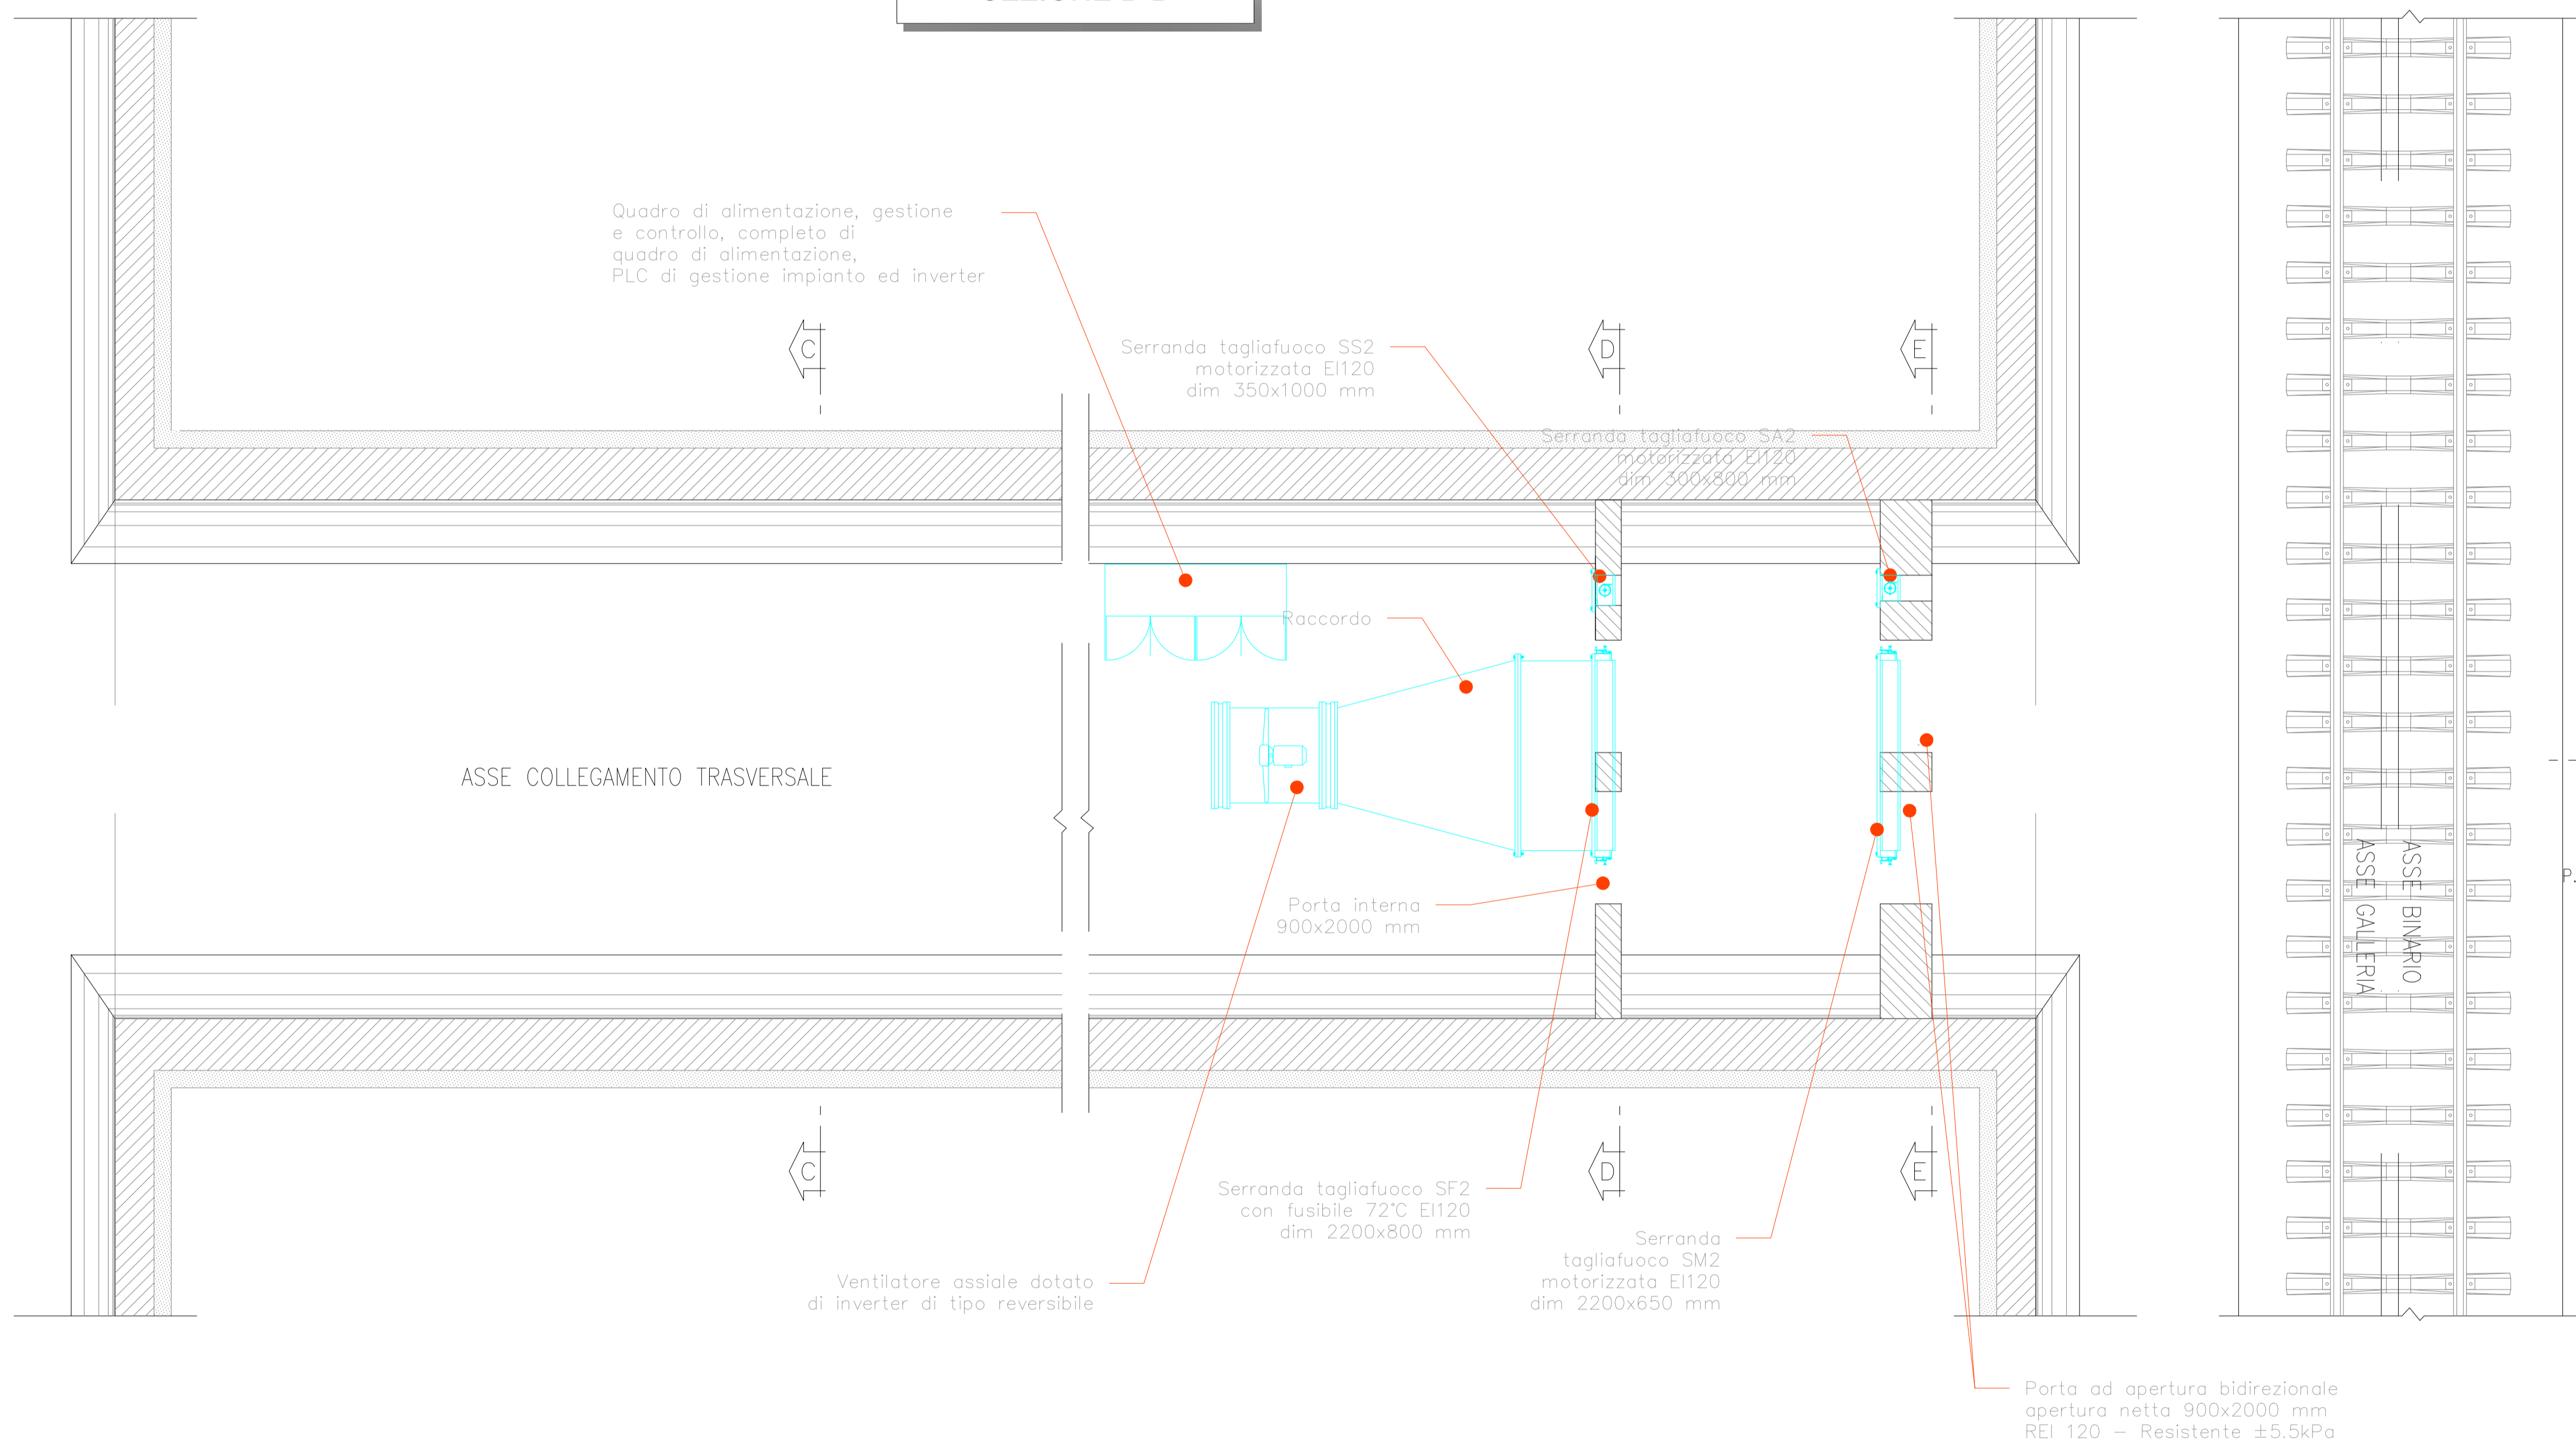 Quadro di alimentazione, gestione
e controllo, completo di
quadro di alimentazione,
PLC di gestione impianto ed inverter
C
D
E
Serranda tagliafuoco SS2
motorizzata EI120
dim 350x1000 mm
Serranda tagliafuoco SA2
motorizzata EI120
dim 300x800 mm
Raccordo
ASSE COLLEGAMENTO TRASVERSALE
Porta interna
900x2000 mm
ASSE BINARIO
ASSE GALLERIA
P.
C
D
E
Serranda tagliafuoco SF2
con fusibile 72°C EI120
dim 2200x800 mm
Serranda
tagliafuoco SM2
motorizzata EI120
dim 2200x650 mm
Ventilatore assiale dotato
di inverter di tipo reversibile
Porta ad apertura bidirezionale
apertura netta 900x2000 mm
REI 120 – Resistente ±5.5kPa